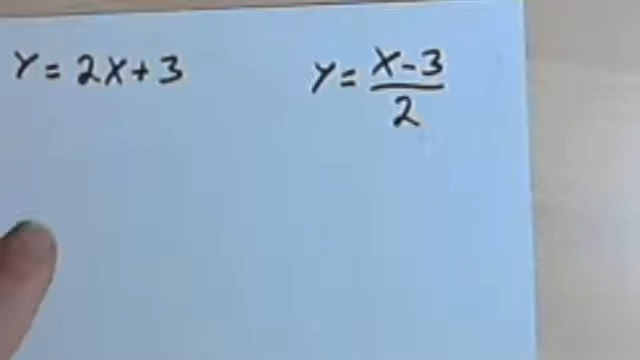 y = 2x + 3
y = (x - 3)/2